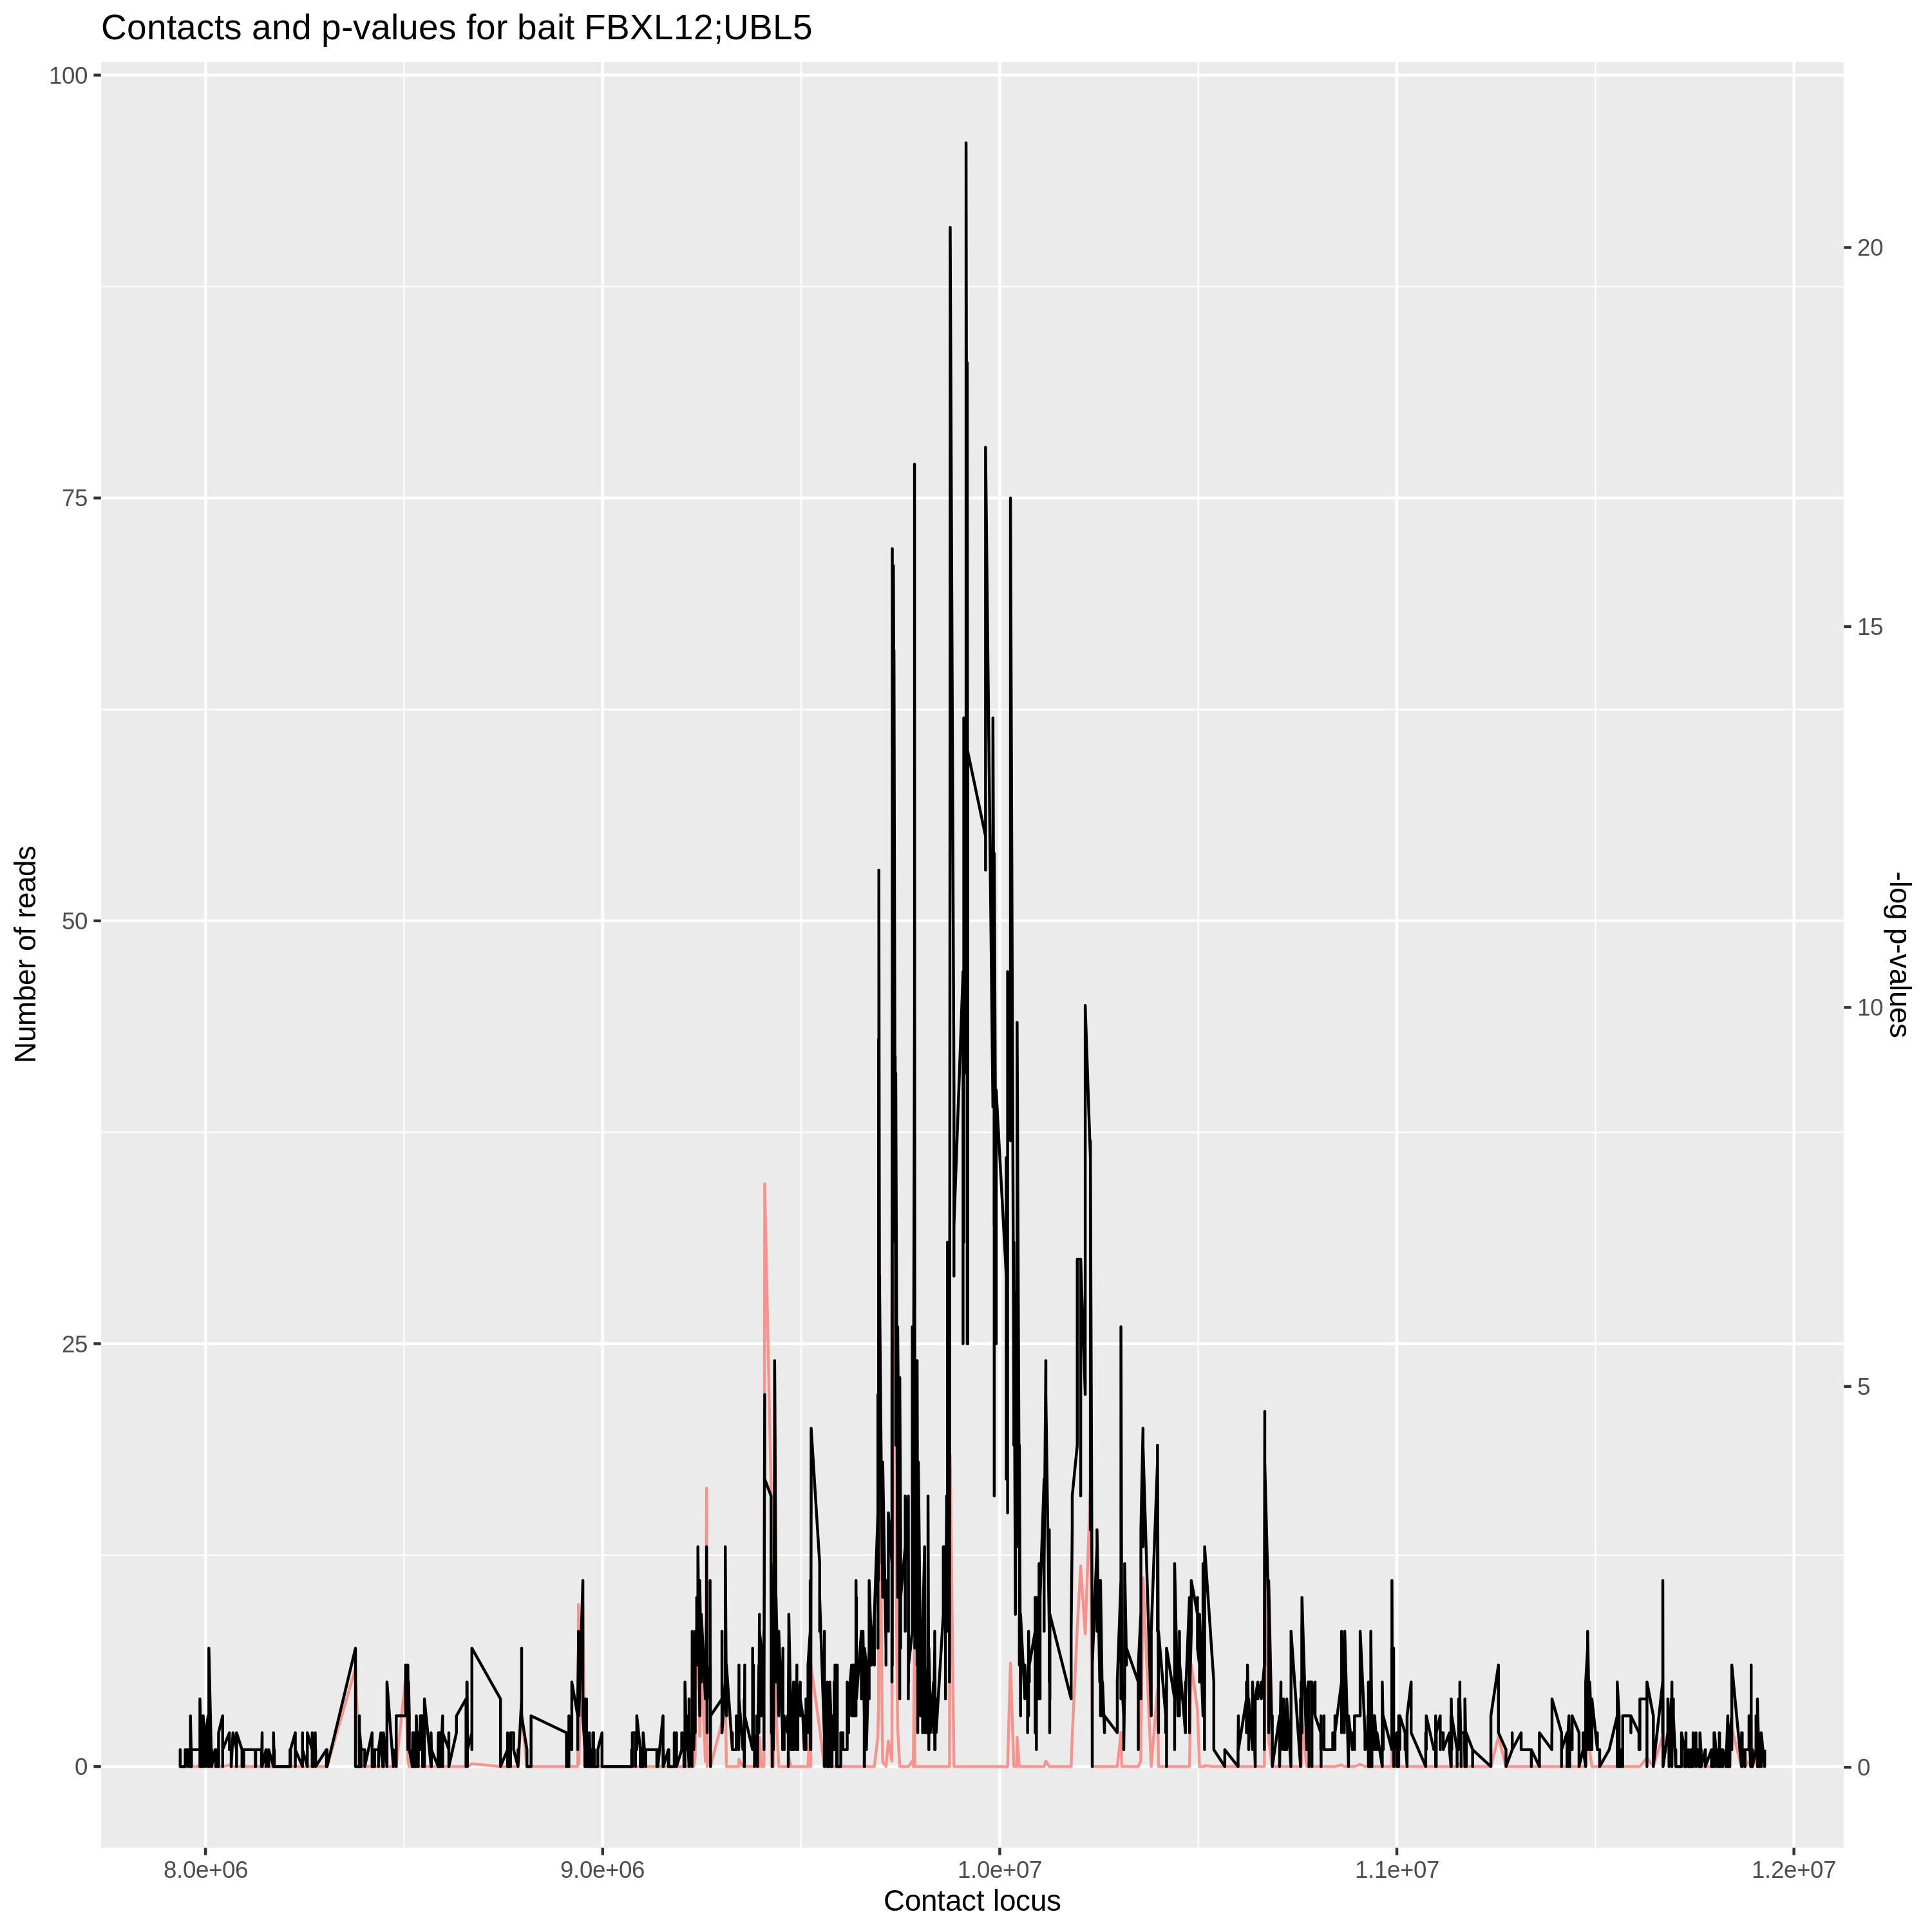 Contacts and p-values for bait FBXL12;UBL5
100
75
50
25
0
Number of reads
20
15
10
5
0
-log p-values
8.0e+06
9.0e+06
1.0e+07
1.1e+07
1.2e+07
Contact locus